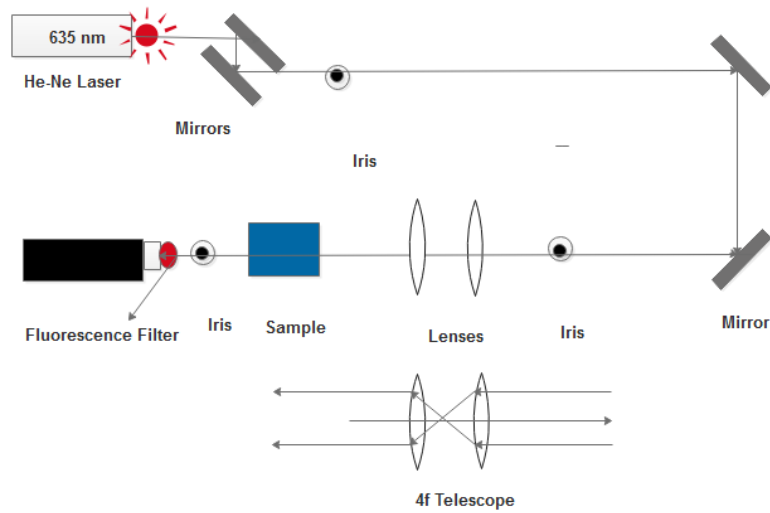 635 nm
He-Ne Laser
Mirrors
Iris
Fluorescence Filter
Iris
Sample
Lenses
Iris
Mirror
4f Telescope